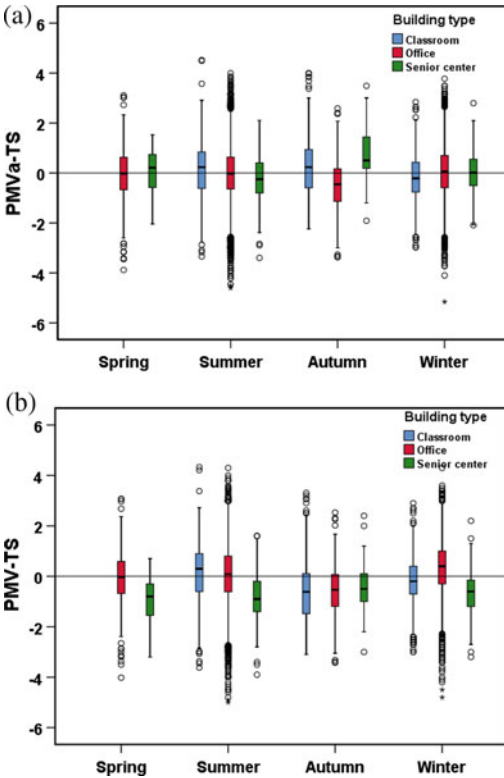 (a)
Building type
Classroom
Office
Senior center
PMVa-TS
6
4
2
0
-2
-4
-6
Spring Summer Autumn Winter
(b)
Building type
Classroom
Office
Senior center
PMV-TS
6
4
2
0
-2
-4
-6
Spring Summer Autumn Winter